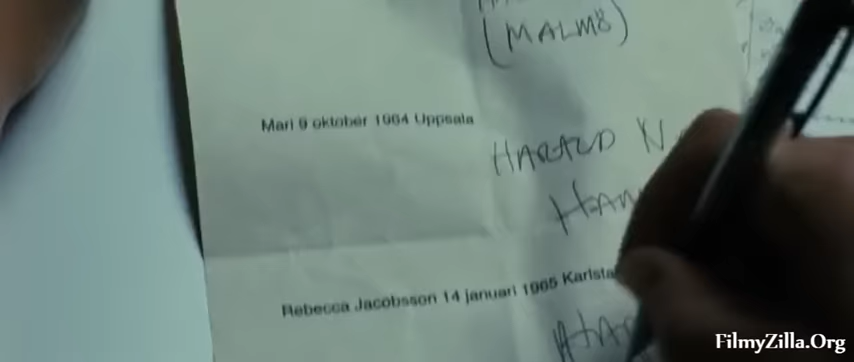 (MALMÖ)
Mari 9 oktober 1964 Uppsala
HARALD
Rebecca Jacobsson 14 januari 1965
FilmyZilla.Org